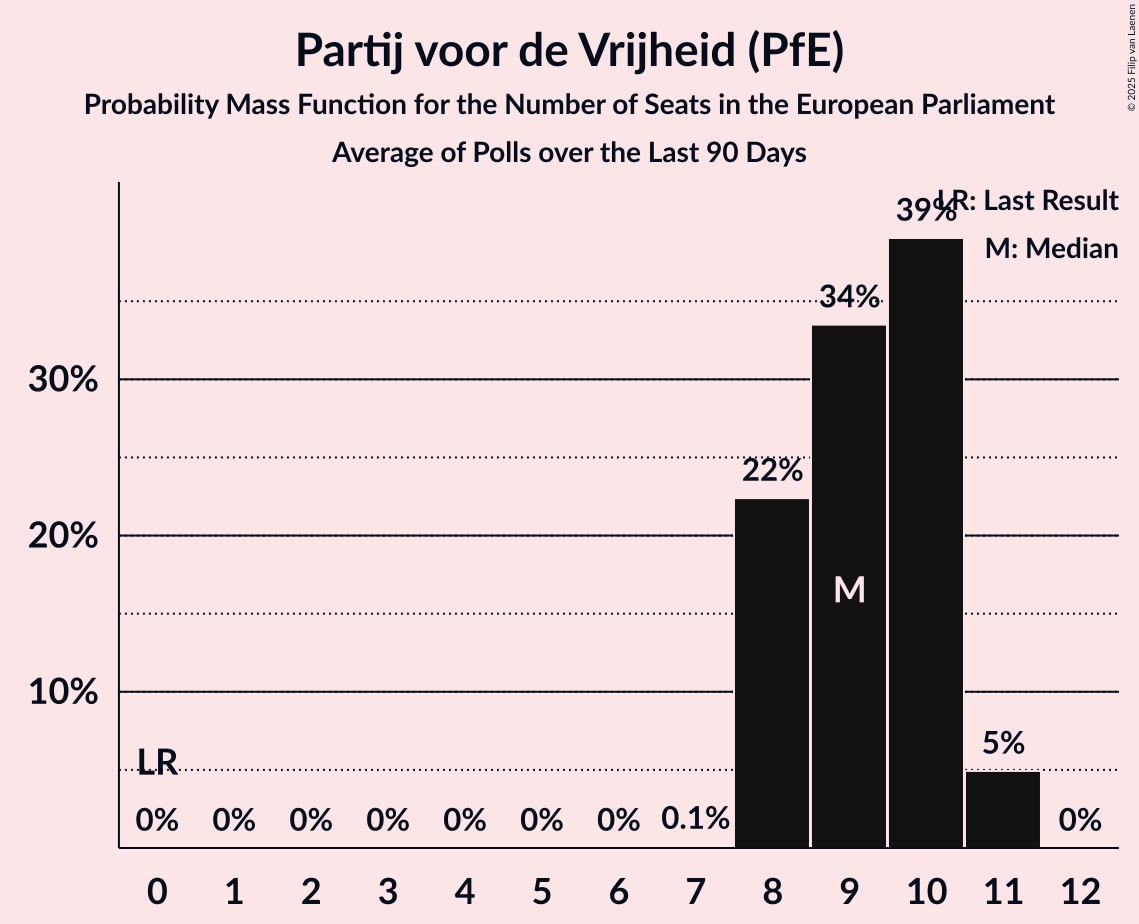 Partij voor de Vrijheid (PfE)
Probability Mass Function for the Number of Seats in the European Parliament
Average of Polls over the Last 90 Days
© 2025 Filip van Laenen
LR: Last Result
M: Median
39%
34%
30%
22%
20%
M
10%
5%
LR
0% 0% 0% 0% 0% 0% 0% 0.1% 0%
0 1 2 3 4 5 6 7 8 9 10 11 12